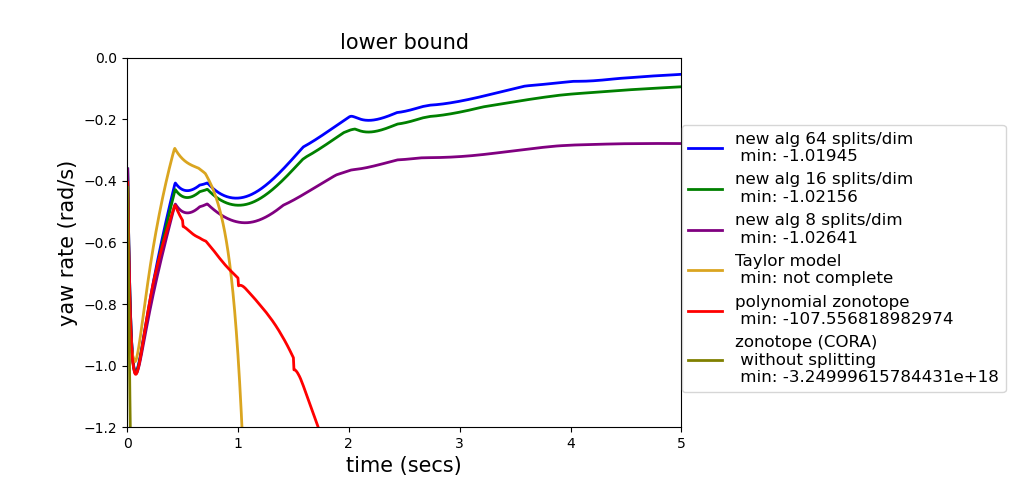 lower bound
yaw rate (rad/s)
0.0
−0.2
−0.4
−0.6
−0.8
−1.0
−1.2
0
1
2
3
4
5
time (secs)
new alg 64 splits/dim
min: -1.01945
new alg 16 splits/dim
min: -1.02156
new alg 8 splits/dim
min: -1.02641
Taylor model
min: not complete
polynomial zonotope
min: -107.556818982974
zonotope (CORA)
without splitting
min: -3.24999615784431e+18